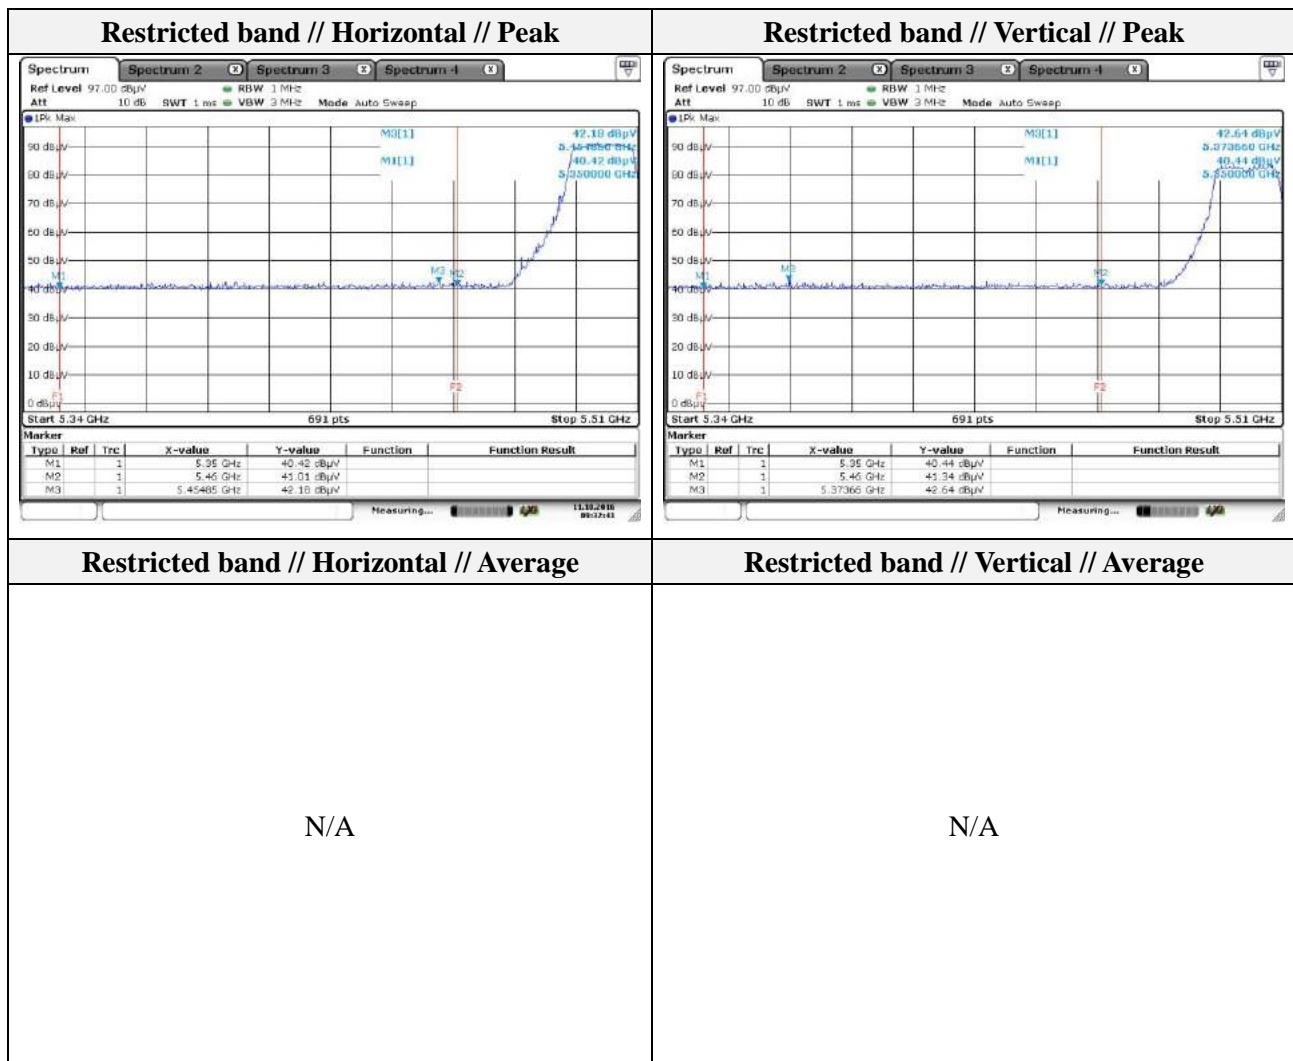 Restricted band // Horizontal // Peak
Spectrum Spectrum 2 X Spectrum 3 X Spectrum 4 X
Ref Level 97.00 dBµV RBW 1 MHz
Att 10 dB SWT 1 ms VBW 3 MHz Mode Auto Sweep
1Pk Max
M3[1] 42.18 dBµV
5.454850 GHz
M1[1] 40.42 dBµV
5.350000 GHz
90 dBµV
80 dBµV
70 dBµV
60 dBµV
50 dBµV
M1 M3 M2
40 dBµV
30 dBµV
20 dBµV
10 dBµV
F1 F2
0 dBµV
Start 5.34 GHz 691 pts Stop 5.51 GHz
Marker
Type Ref Trc X-value Y-value Function Function Result
M1 1 5.35 GHz 40.42 dBµV
M2 1 5.46 GHz 41.01 dBµV
M3 1 5.45485 GHz 42.18 dBµV
Measuring... 11.10.2016
09:32:41
Restricted band // Vertical // Peak
Spectrum Spectrum 2 X Spectrum 3 X Spectrum 4 X
Ref Level 97.00 dBµV RBW 1 MHz
Att 10 dB SWT 1 ms VBW 3 MHz Mode Auto Sweep
1Pk Max
M3[1] 42.64 dBµV
5.373660 GHz
M1[1] 40.44 dBµV
5.350000 GHz
90 dBµV
80 dBµV
70 dBµV
60 dBµV
50 dBµV
M1 M3 M2
40 dBµV
30 dBµV
20 dBµV
10 dBµV
F1 F2
0 dBµV
Start 5.34 GHz 691 pts Stop 5.51 GHz
Marker
Type Ref Trc X-value Y-value Function Function Result
M1 1 5.35 GHz 40.44 dBµV
M2 1 5.46 GHz 41.34 dBµV
M3 1 5.37366 GHz 42.64 dBµV
Measuring...
Restricted band // Horizontal // Average
Restricted band // Vertical // Average
N/A
N/A